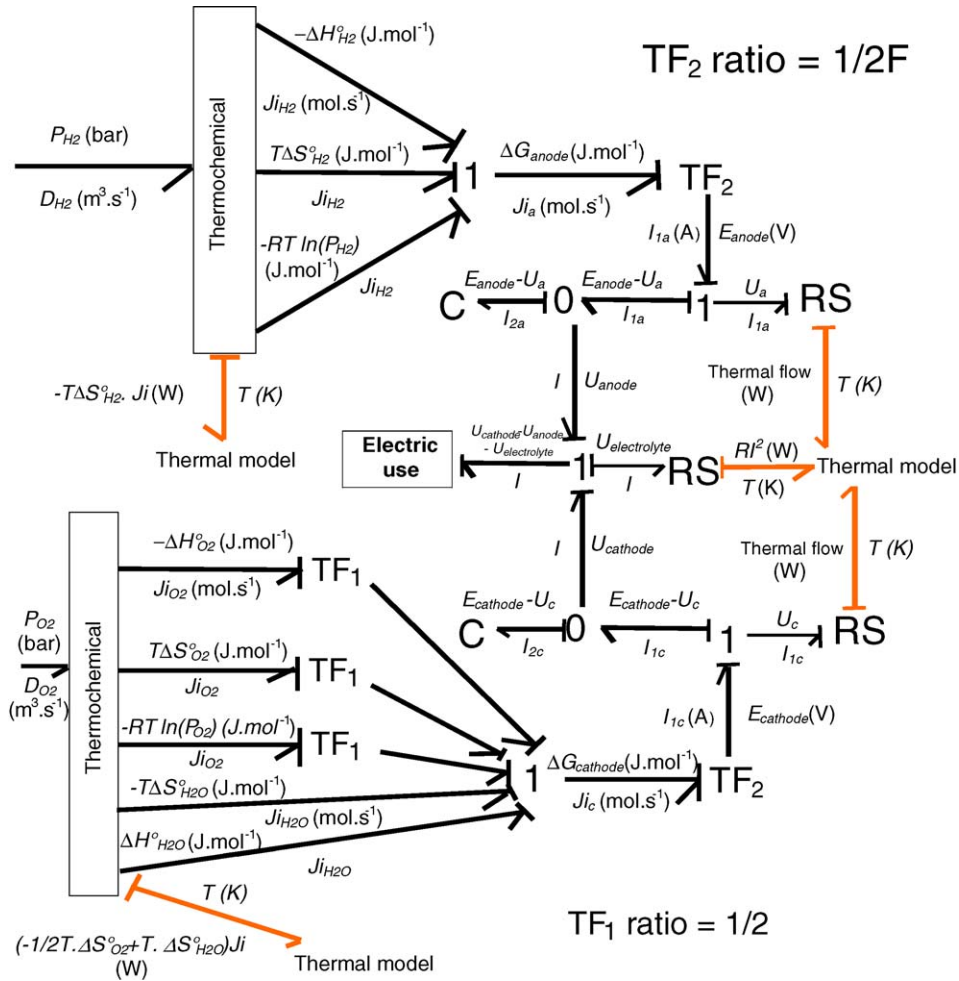 −ΔH°H2 (J.mol-1)
TF2 ratio = 1/2F
JiH2 (mol.s-1)
Thermochemical
PH2 (bar)
DH2 (m3.s-1)
TΔS°H2 (J.mol-1)
JiH2
1
ΔGanode (J.mol-1)
Jia (mol.s-1)
TF2
-RT ln(PH2)
(J.mol-1)
JiH2
I1a (A)
Eanode (V)
C
Eanode-Ua
I2a
0
Eanode-Ua
I1a
1
Ua
I1a
RS
-TΔS°H2. Ji (W)
T (K)
Thermal model
I
Uanode
Thermal flow
(W)
T (K)
Electric
use
Ucathode-Uanode
- Uelectrolyte
I
1
Uelectrolyte
I
RS
RI2 (W)
T(K)
Thermal model
I
Ucathode
Thermal flow
(W)
T (K)
−ΔH°O2 (J.mol-1)
JiO2 (mol.s-1)
TF1
Thermochemical
PO2
(bar)
DO2
(m3.s-1)
TΔS°O2 (J.mol-1)
JiO2
TF1
C
Ecathode-Uc
I2c
0
Ecathode-Uc
I1c
1
Uc
I1c
RS
-RT ln(PO2) (J.mol-1)
JiO2
TF1
I1c (A)
Ecathode (V)
-TΔS°H2O (J.mol-1)
JiH2O (mol.s-1)
1
ΔGcathode (J.mol-1)
Jic (mol.s-1)
TF2
ΔH°H2O (J.mol-1)
JiH2O
T (K)
(-1/2T.ΔS°O2+T. ΔS°H2O)Ji
(W)
Thermal model
TF1 ratio = 1/2